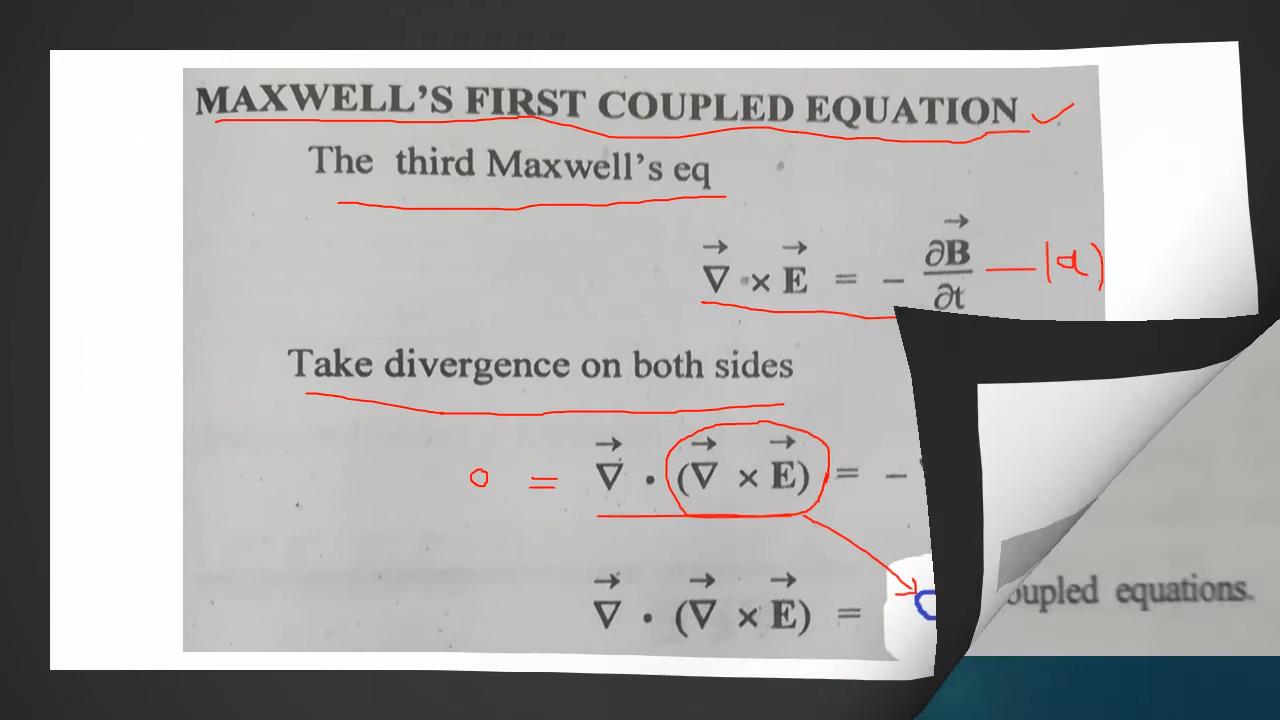 MAXWELL'S FIRST COUPLED EQUATION ✓
The third Maxwell's eq
∇⃗ × E⃗ = - ∂B⃗/∂t —
Take divergence on both sides
0 = ∇⃗ · (∇⃗ × E⃗) = -
∇⃗ · (∇⃗ × E⃗) =
oupled equations.